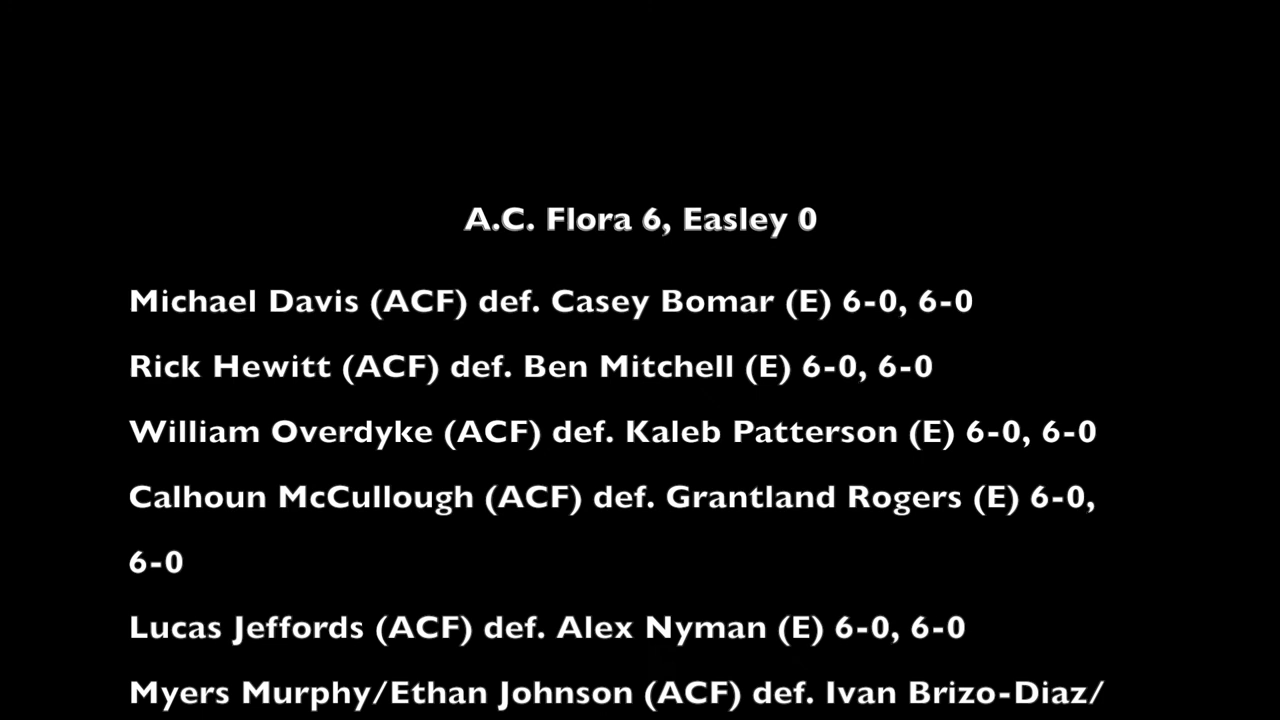 A.C. Flora 6, Easley 0
Michael Davis (ACF) def. Casey Bomar (E) 6-0, 6-0
Rick Hewitt (ACF) def. Ben Mitchell (E) 6-0, 6-0
William Overdyke (ACF) def. Kaleb Patterson (E) 6-0, 6-0
Calhoun McCullough (ACF) def. Grantland Rogers (E) 6-0,
6-0
Lucas Jeffords (ACF) def. Alex Nyman (E) 6-0, 6-0
Myers Murphy/Ethan Johnson (ACF) def. Ivan Brizo-Diaz/